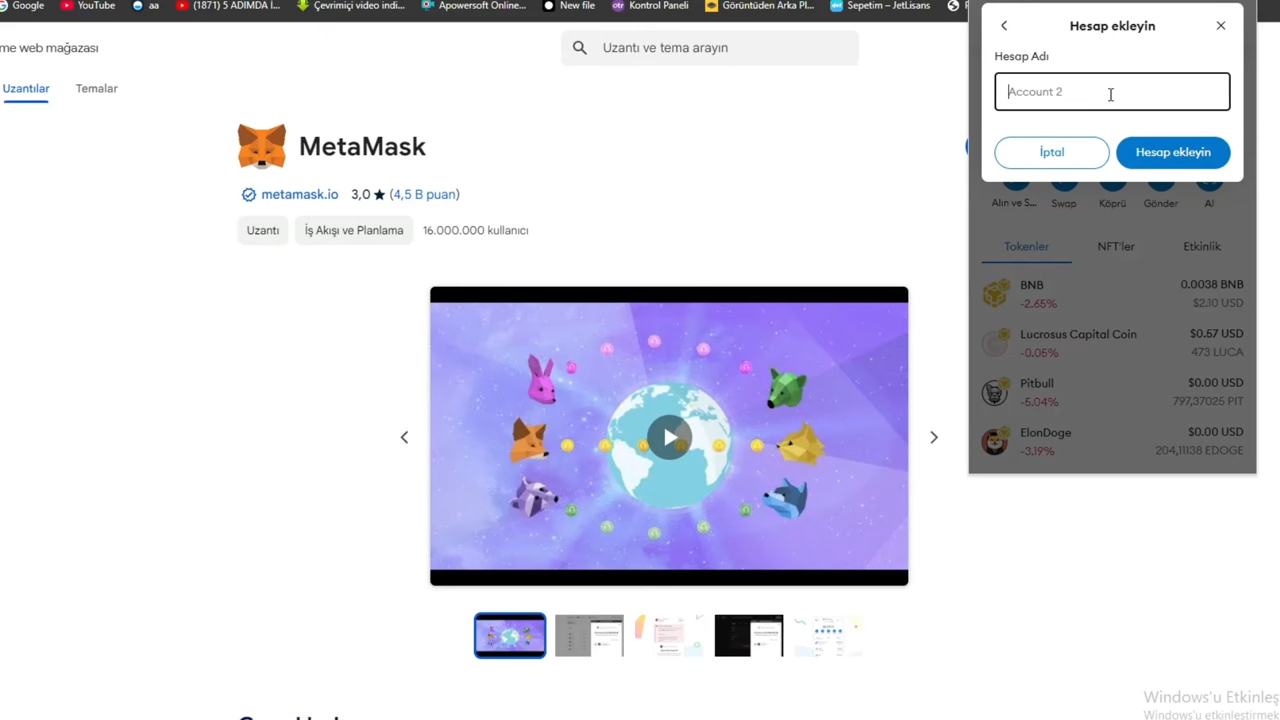 Google
YouTube
aa
(1871) 5 ADIMDA İ...
Çevrimiçi video indi...
Apowersoft Online...
New file
Kontrol Paneli
Görüntüden Arka Pl...
Sepetim – JetLisans
me web mağazası
Uzantı ve tema arayın
Uzantılar
Temalar
MetaMask
metamask.io
3,0 ★ (4,5 B puan)
Uzantı
İş Akışı ve Planlama
16.000.000 kullanıcı
Hesap ekleyin
Hesap Adı
Account 2
İptal
Hesap ekleyin
Alın ve S...
Swap
Köprü
Gönder
Al
Tokenler
NFT'ler
Etkinlik
BNB
0.0038 BNB
-2.65%
$2.10 USD
Lucrosus Capital Coin
$0.57 USD
-0.05%
473 LUCA
Pitbull
$0.00 USD
-5.04%
797,37025 PIT
ElonDoge
$0.00 USD
-3.19%
204,11138 EDOGE
Windows'u Etkinleş
Windows'u etkinleştirmek